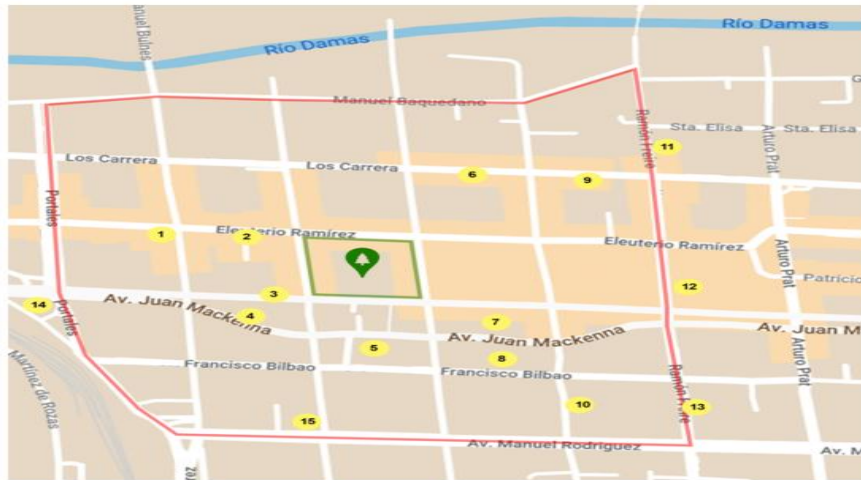 Río Damas
Río Damas
Manuel Bulnes
Manuel Baquedano
Ramón Freire
11
Sta. Elisa
Sta. Elisa
Arturo Prat
Los Carrera
Los Carrera
6
9
Portales
1
2
Eleuterio Ramírez
Eleuterio Ramírez
Arturo Prat
Patricio
12
3
14
Portales
Av. Juan Mackenna
4
7
Av. Juan Mackenna
Av. Juan M
5
8
Arturo Prat
Francisco Bilbao
Francisco Bilbao
Ramón Freire
Martínez de Rozas
10
13
15
Av. Manuel Rodríguez
Av. M